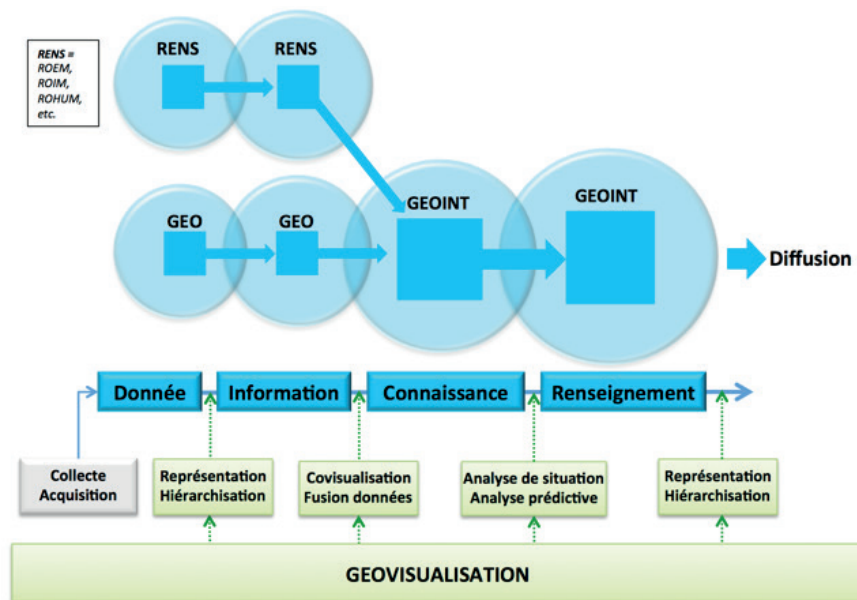 RENS =
ROEM,
ROIM,
ROHUM,
etc.
RENS
RENS
GEO
GEO
GEOINT
GEOINT
Diffusion
Donnée
Information
Connaissance
Renseignement
Collecte
Acquisition
Représentation
Hiérarchisation
Covisualisation
Fusion données
Analyse de situation
Analyse prédictive
Représentation
Hiérarchisation
GEOVISUALISATION